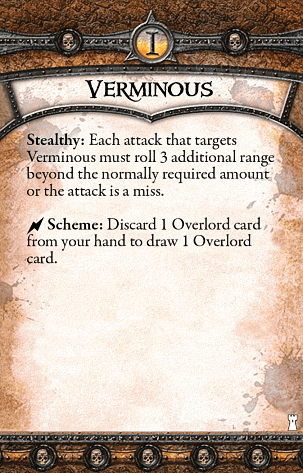 I
VERMINOUS
Stealthy: Each attack that targets
Verminous must roll 3 additional range
beyond the normally required amount
or the attack is a miss.
Scheme: Discard 1 Overlord card
from your hand to draw 1 Overlord
card.